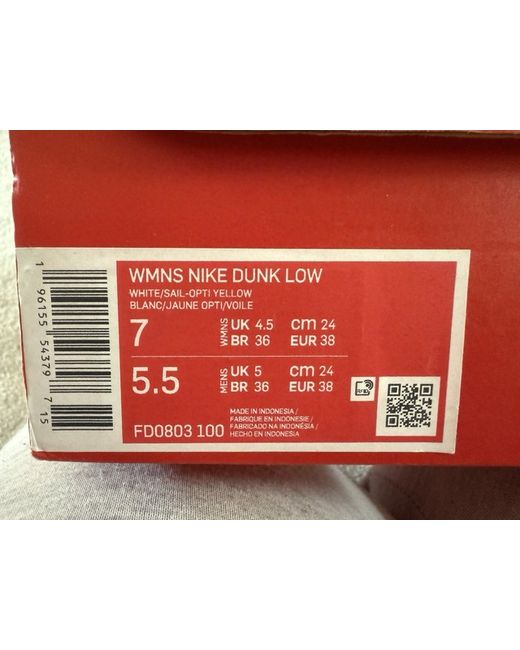 WMNS NIKE DUNK LOW
WHITE/SAIL-OPTI YELLOW
BLANC/JAUNE OPTI/VOILE
7 WMNS UK 4.5 cm 24
BR 36 EUR 38
5.5 MENS UK 5 cm 24
BR 36 EUR 38
MADE IN INDONESIA /
FABRIQUE EN INDONESIE /
FABRICADO NA INDONÉSIA /
HECHO EN INDONESIA
FD0803 100
1 96155 54379 7 15